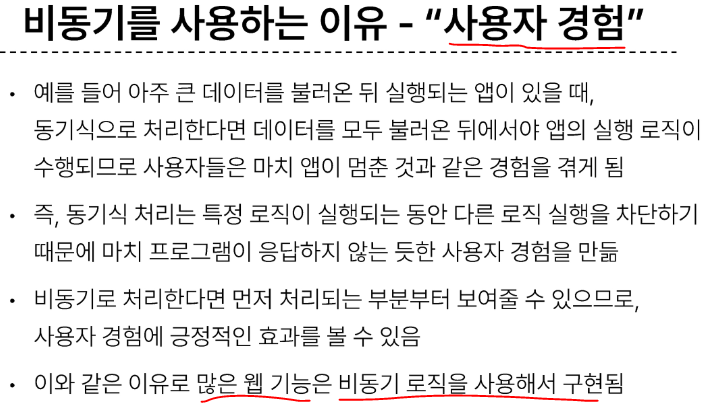 비동기를 사용하는 이유 - “사용자 경험”
• 예를 들어 아주 큰 데이터를 불러온 뒤 실행되는 앱이 있을 때,
동기식으로 처리한다면 데이터를 모두 불러온 뒤에서야 앱의 실행 로직이
수행되므로 사용자들은 마치 앱이 멈춘 것과 같은 경험을 겪게 됨
• 즉, 동기식 처리는 특정 로직이 실행되는 동안 다른 로직 실행을 차단하기
때문에 마치 프로그램이 응답하지 않는 듯한 사용자 경험을 만듦
• 비동기로 처리한다면 먼저 처리되는 부분부터 보여줄 수 있으므로,
사용자 경험에 긍정적인 효과를 볼 수 있음
• 이와 같은 이유로 많은 웹 기능은 비동기 로직을 사용해서 구현됨